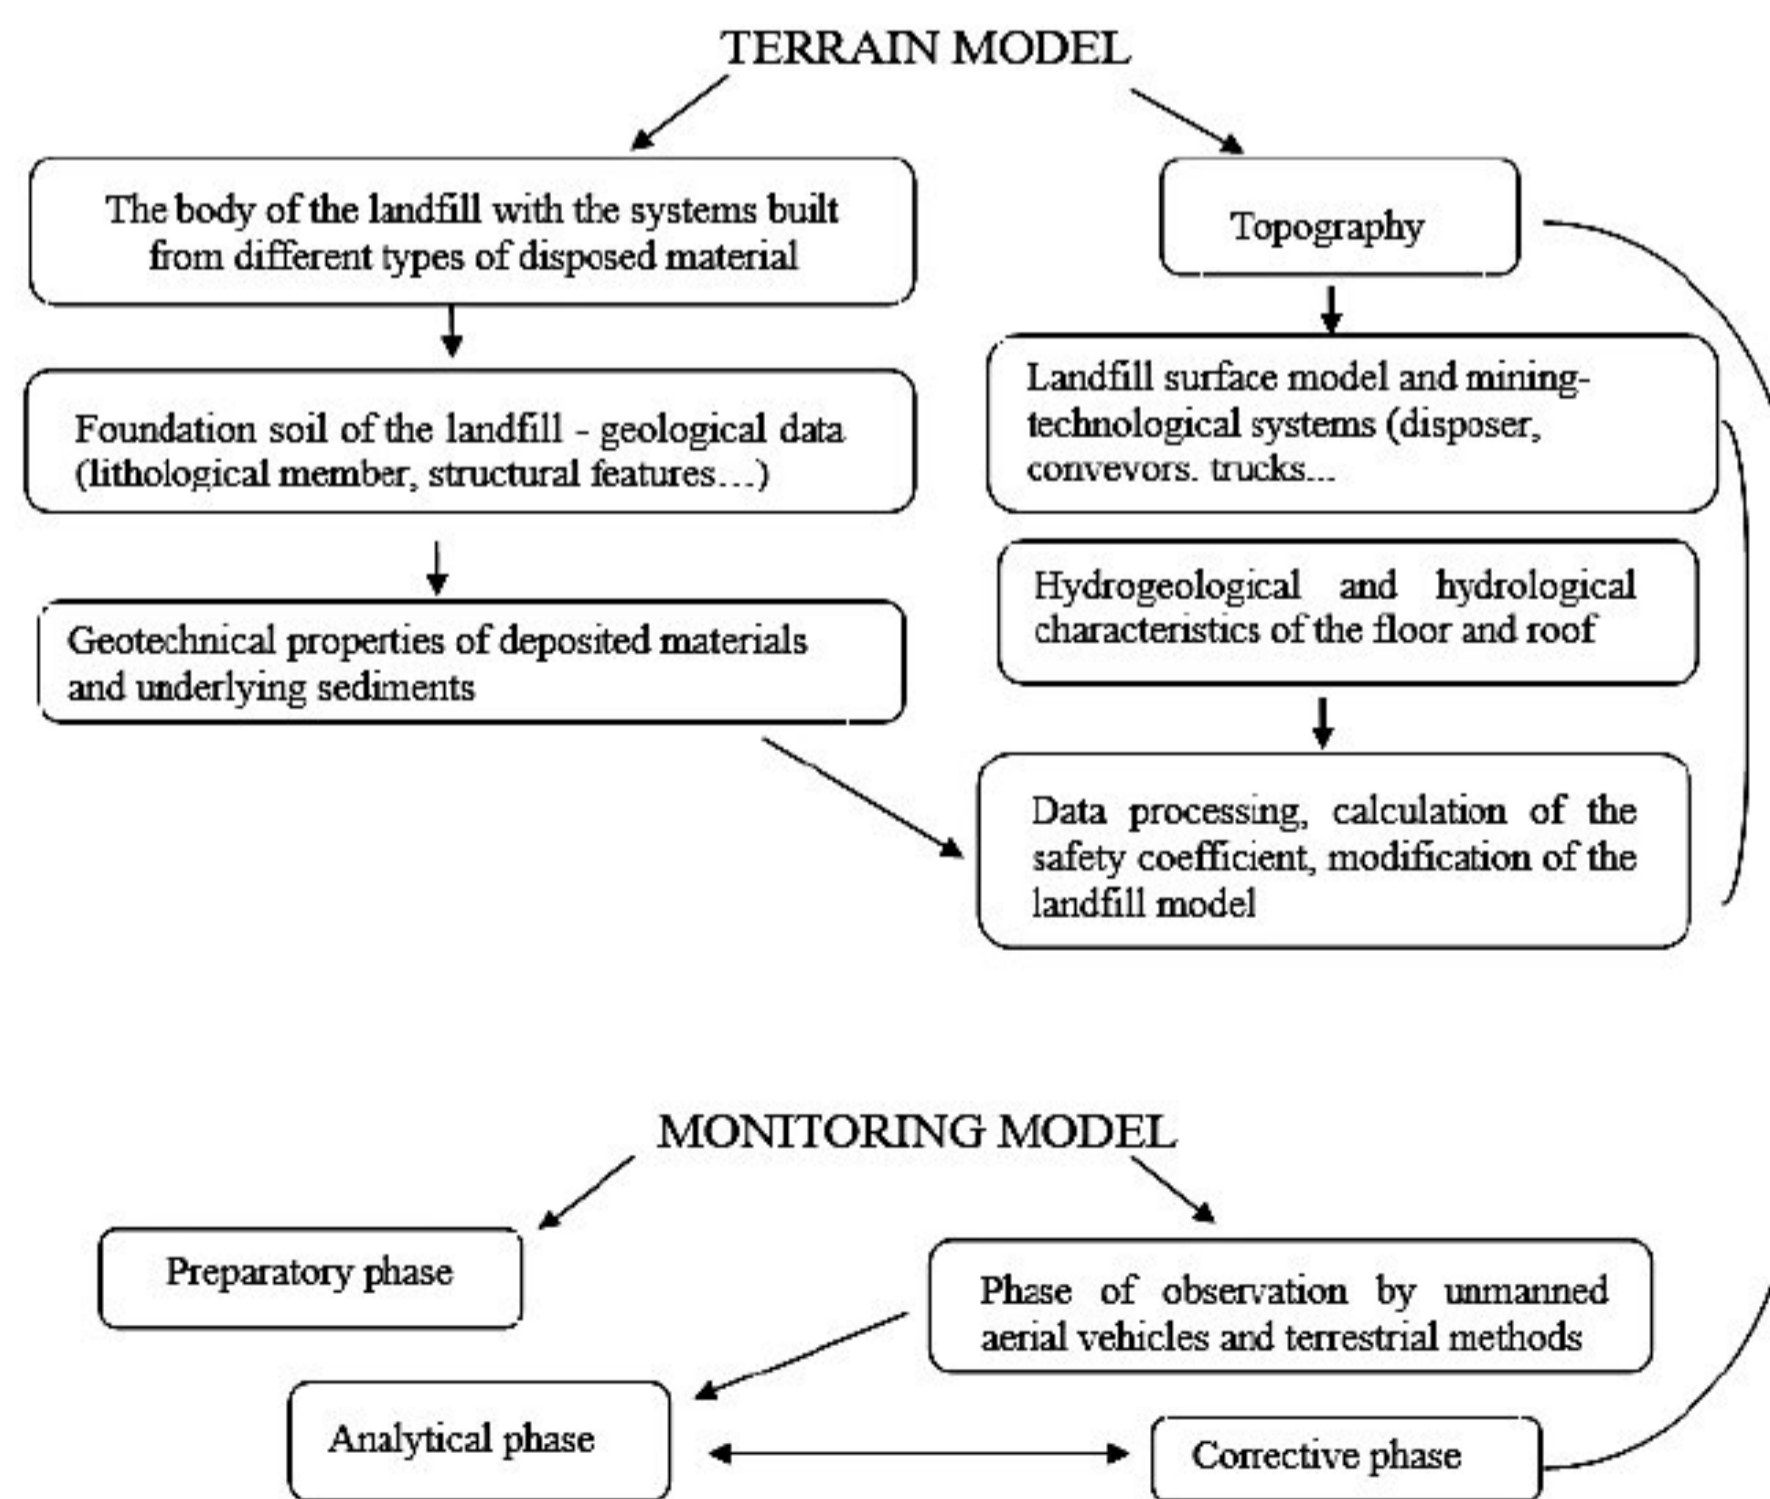 TERRAIN MODEL
The body of the landfill with the systems built
from different types of disposed material
Foundation soil of the landfill - geological data
(lithological member, structural features...)
Geotechnical properties of deposited materials
and underlying sediments
Topography
Landfill surface model and mining-
technological systems (disposer,
convevors. trucks...
Hydrogeological and hydrological
characteristics of the floor and roof
Data processing, calculation of the
safety coefficient, modification of the
landfill model
MONITORING MODEL
Preparatory phase
Phase of observation by unmanned
aerial vehicles and terrestrial methods
Analytical phase
Corrective phase